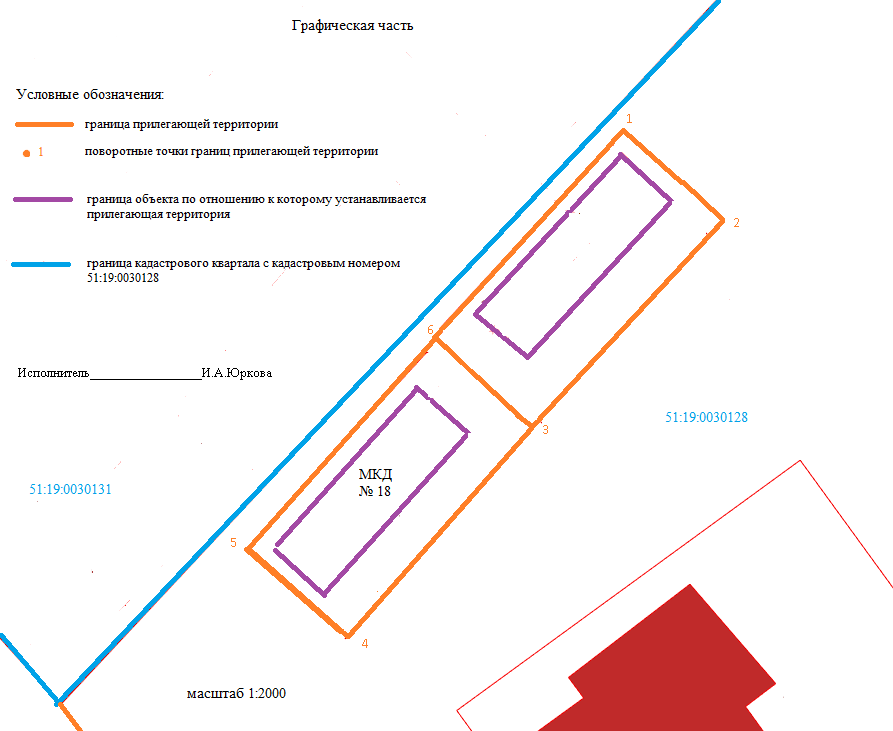 Графическая часть
Условные обозначения:
граница прилегающей территории
1
поворотные точки границ прилегающей территории
граница объекта по отношению к которому устанавливается
прилегающая территория
граница кадастрового квартала с кадастровым номером
51:19:0030128
Исполнитель_________________И.А.Юркова
1
2
6
3
51:19:0030128
МКД
№ 18
51:19:0030131
5
4
масштаб 1:2000